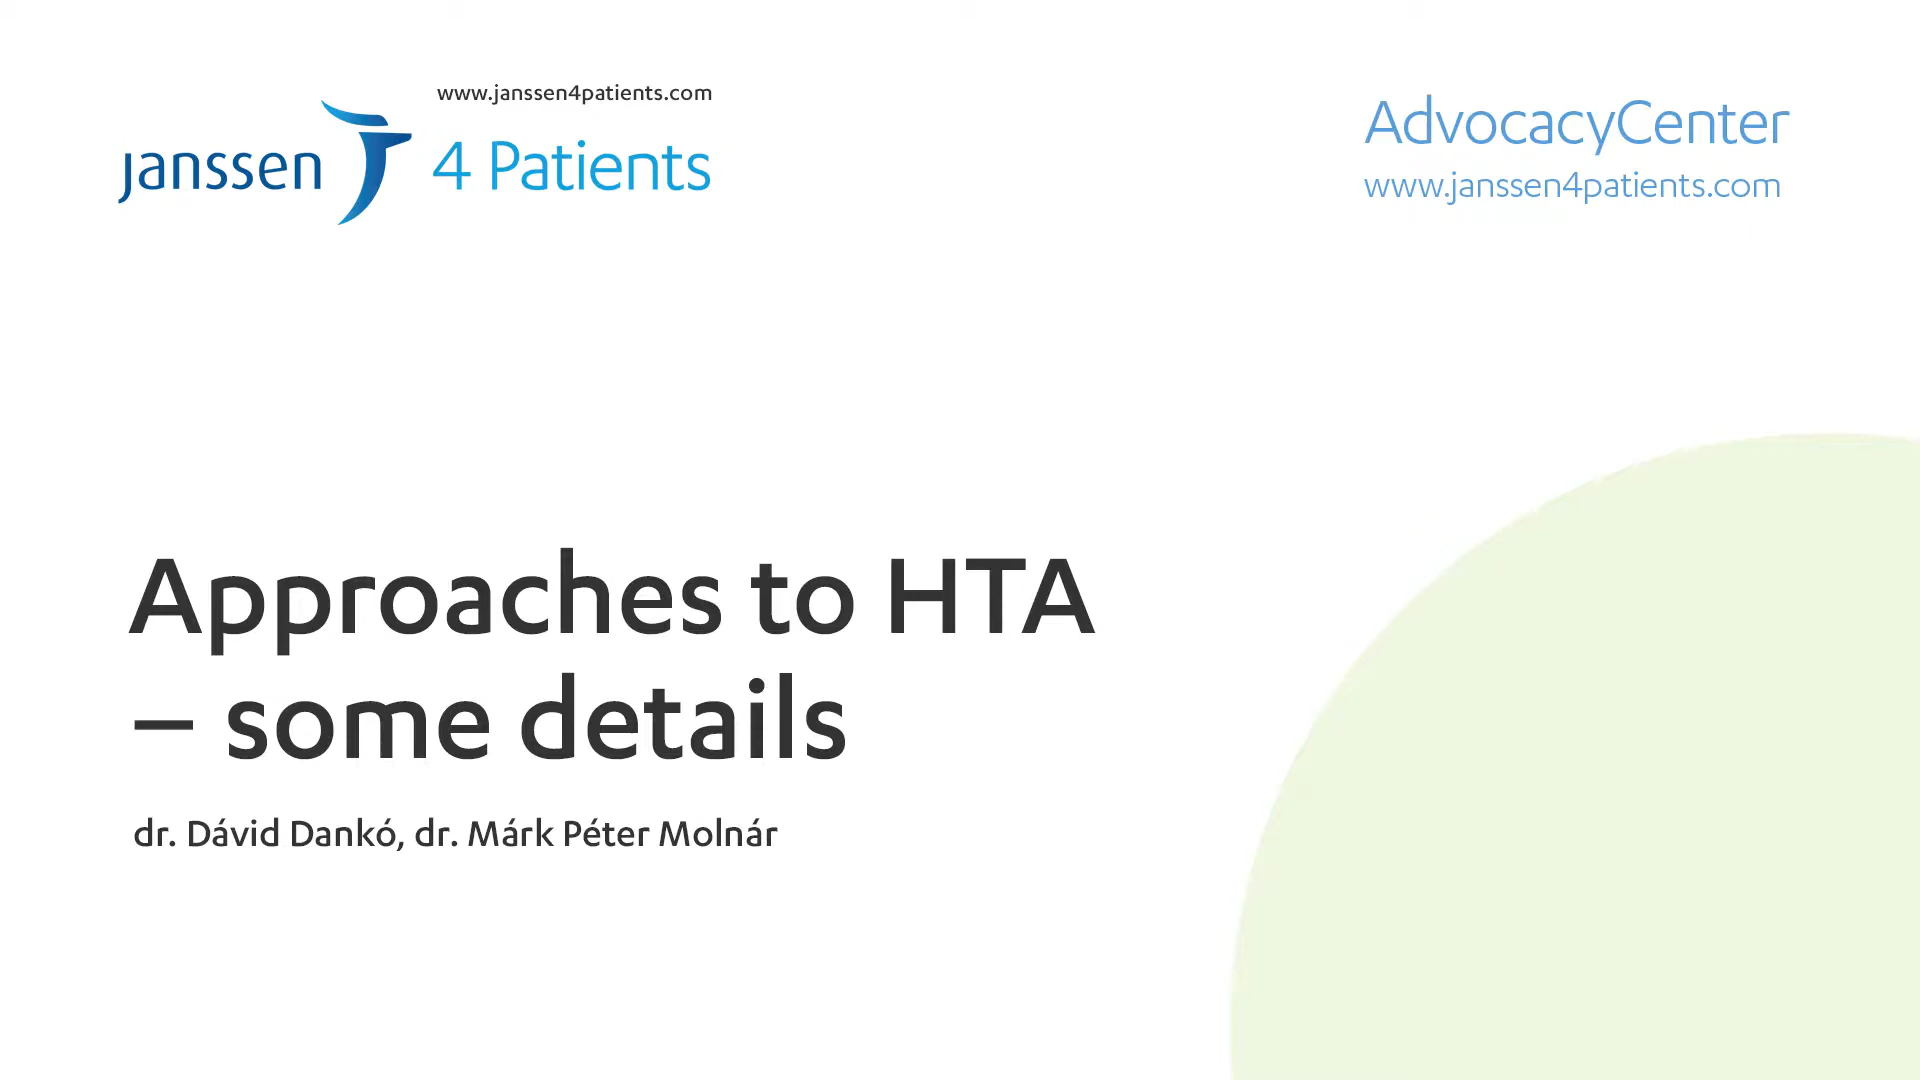 www.janssen4patients.com
janssen 4 Patients
AdvocacyCenter
www.janssen4patients.com
Approaches to HTA
– some details
dr. Dávid Dankó, dr. Márk Péter Molnár